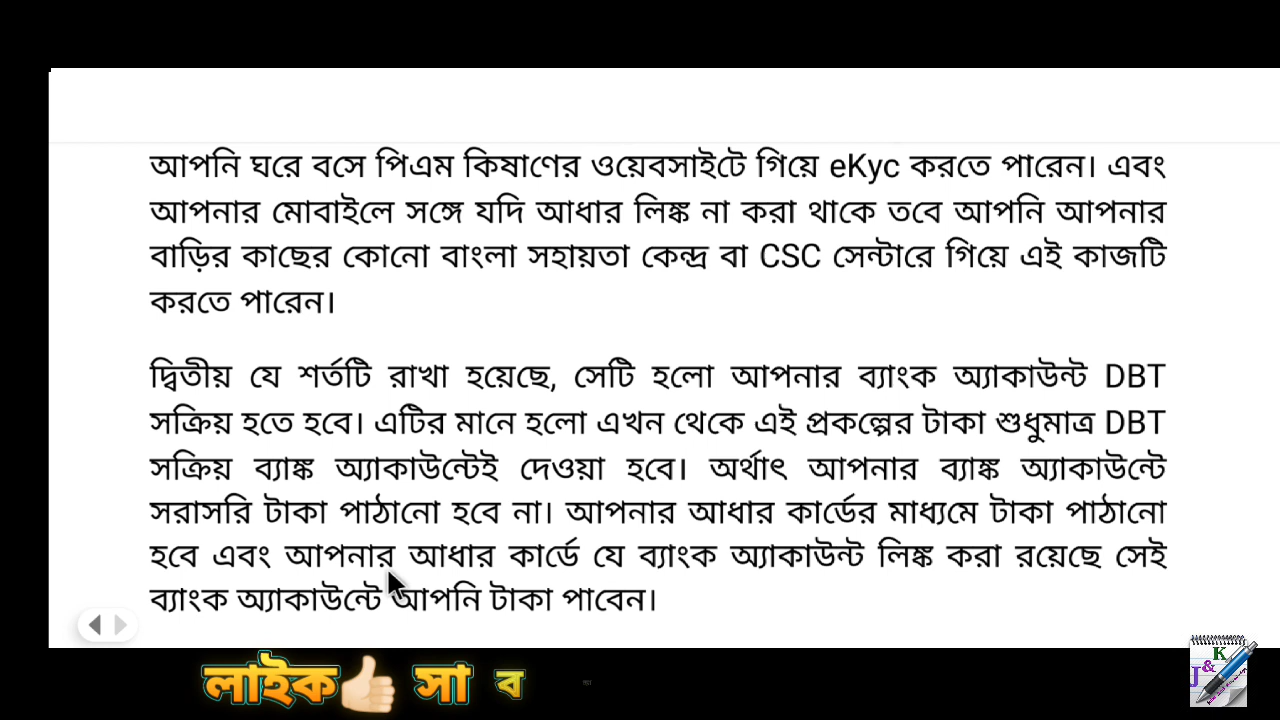 আপনি ঘরে বসে পিএম কিষাণের ওয়েবসাইটে গিয়ে eKyc করতে পারেন। এবং
আপনার মোবাইলে সঙ্গে যদি আধার লিঙ্ক না করা থাকে তবে আপনি আপনার
বাড়ির কাছের কোনো বাংলা সহায়তা কেন্দ্র বা CSC সেন্টারে গিয়ে এই কাজটি
করতে পারেন।
দ্বিতীয় যে শর্তটি রাখা হয়েছে, সেটি হলো আপনার ব্যাংক অ্যাকাউন্ট DBT
সক্রিয় হতে হবে। এটির মানে হলো এখন থেকে এই প্রকল্পের টাকা শুধুমাত্র DBT
সক্রিয় ব্যাঙ্ক অ্যাকাউন্টেই দেওয়া হবে। অর্থাৎ আপনার ব্যাঙ্ক অ্যাকাউন্টে
সরাসরি টাকা পাঠানো হবে না। আপনার আধার কার্ডের মাধ্যমে টাকা পাঠানো
হবে এবং আপনার আধার কার্ডে যে ব্যাংক অ্যাকাউন্ট লিঙ্ক করা রয়েছে সেই
ব্যাংক অ্যাকাউন্টে আপনি টাকা পাবেন।
লাইক সা ব
J&K